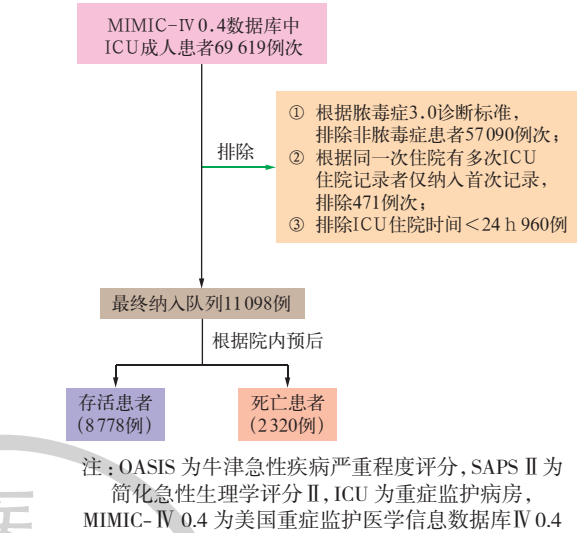 MIMIC-Ⅳ 0.4数据库中
ICU成人患者69 619例次
① 根据脓毒症3.0诊断标准，
排除非脓毒症患者57090例次；
② 根据同一次住院有多次ICU
住院记录者仅纳入首次记录，
排除471例次；
③ 排除ICU住院时间＜24 h 960例
排除
最终纳入队列11 098例
根据院内预后
存活患者
（8 778例）
死亡患者
（2 320例）
注：OASIS 为牛津急性疾病严重程度评分，SAPS Ⅱ 为
简化急性生理学评分Ⅱ，ICU 为重症监护病房，
MIMIC-Ⅳ 0.4 为美国重症监护医学信息数据库Ⅳ 0.4
医